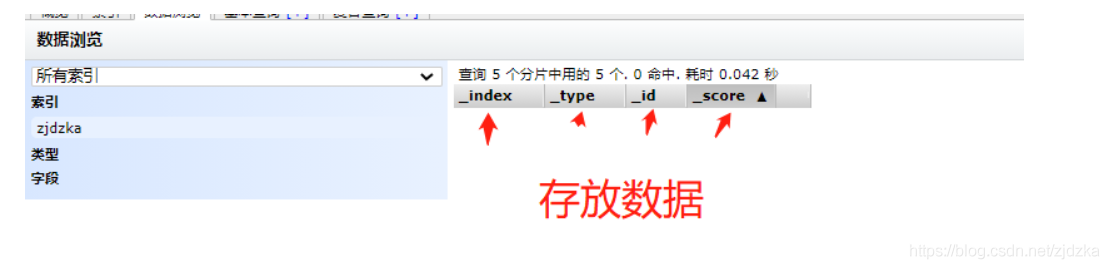 数据浏览
所有索引
索引
zjdzka
类型
字段
查询 5 个分片中用的 5 个. 0 命中. 耗时 0.042 秒
_index _type _id _score ▲
存放数据
https://blog.csdn.net/zjdzka